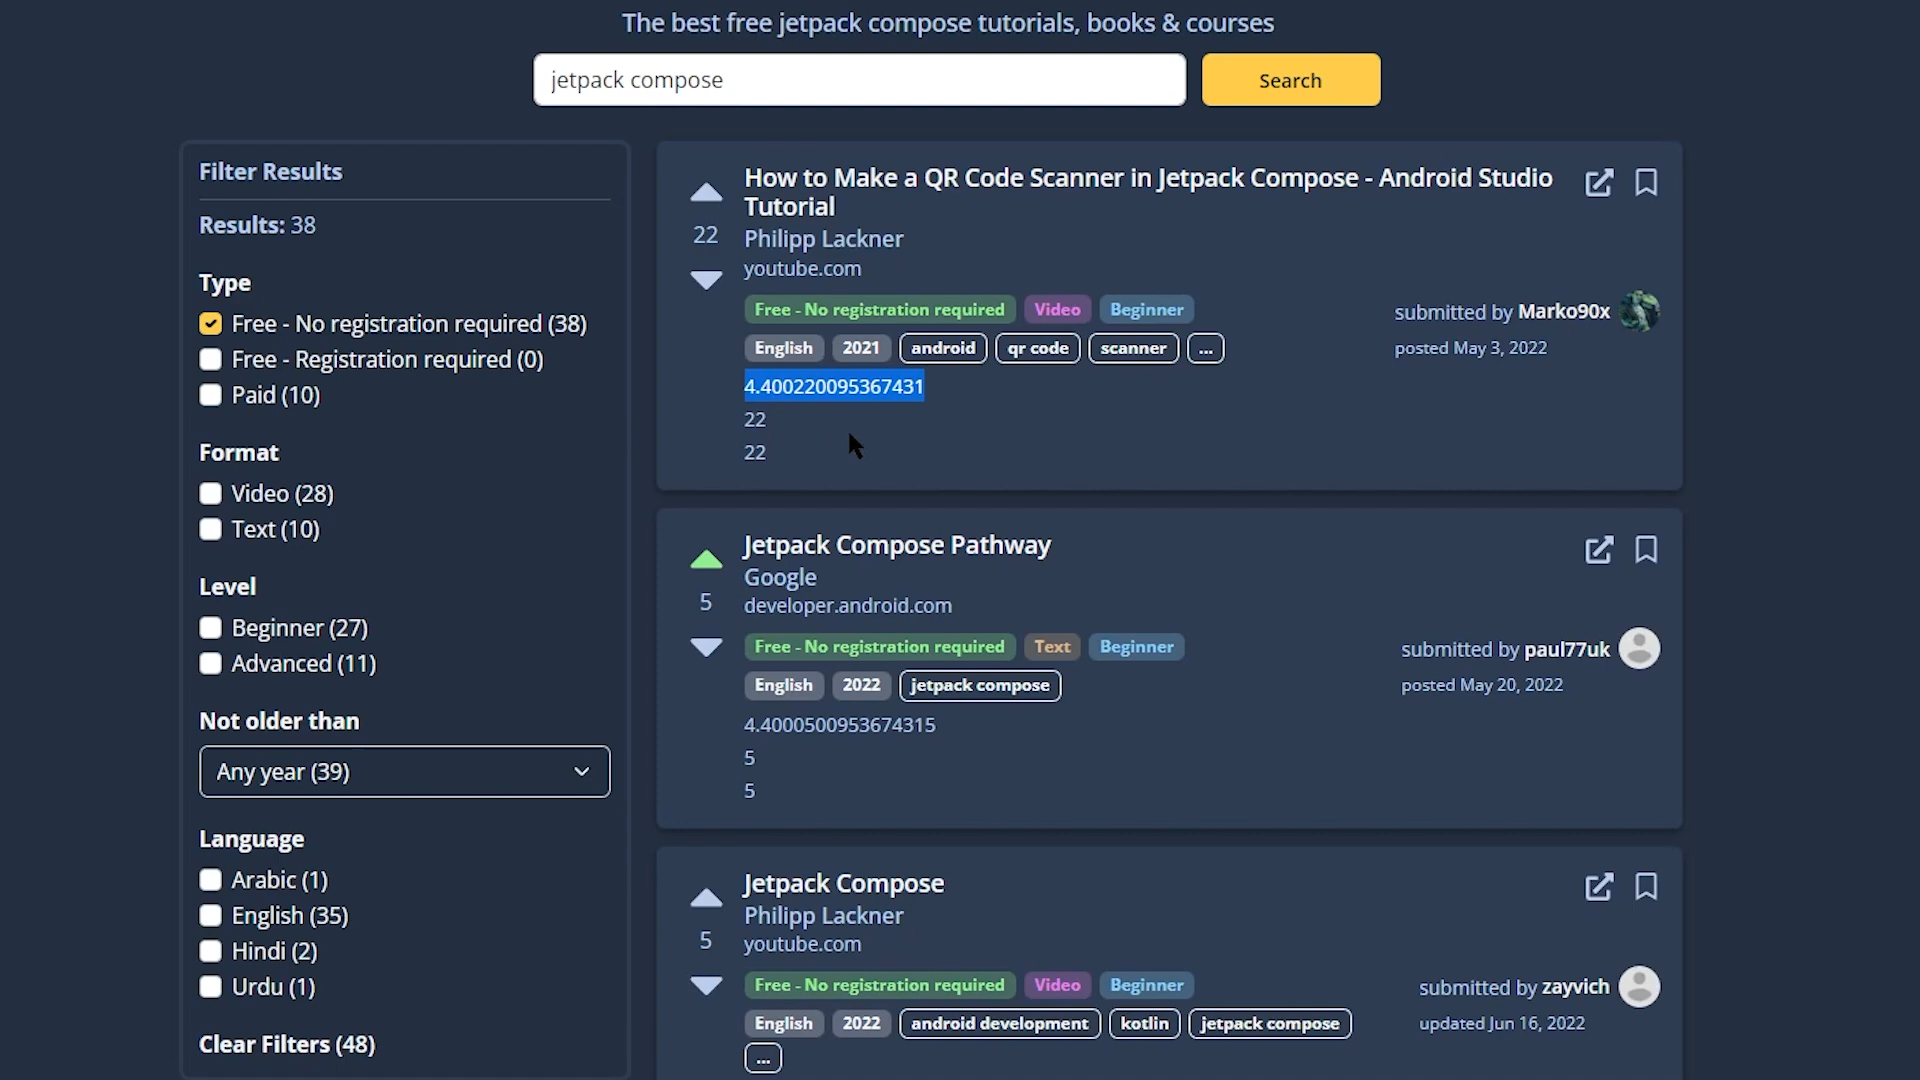 The best free jetpack compose tutorials, books & courses
jetpack compose
Search
Filter Results
Results: 38
Type
Free - No registration required (38)
Free - Registration required (0)
Paid (10)
Format
Video (28)
Text (10)
Level
Beginner (27)
Advanced (11)
Not older than
Any year (39)
Language
Arabic (1)
English (35)
Hindi (2)
Urdu (1)
Clear Filters (48)
How to Make a QR Code Scanner in Jetpack Compose - Android Studio
Tutorial
22
Philipp Lackner
youtube.com
Free - No registration required Video Beginner
submitted by Marko90x
English 2021 android qr code scanner ...
posted May 3, 2022
4.400220095367431
22
22
Jetpack Compose Pathway
Google
5
developer.android.com
Free - No registration required Text Beginner
submitted by paul77uk
English 2022 jetpack compose
posted May 20, 2022
4.4000500953674315
5
5
Jetpack Compose
Philipp Lackner
5
youtube.com
Free - No registration required Video Beginner
submitted by zayvich
English 2022 android development kotlin jetpack compose
updated Jun 16, 2022
...